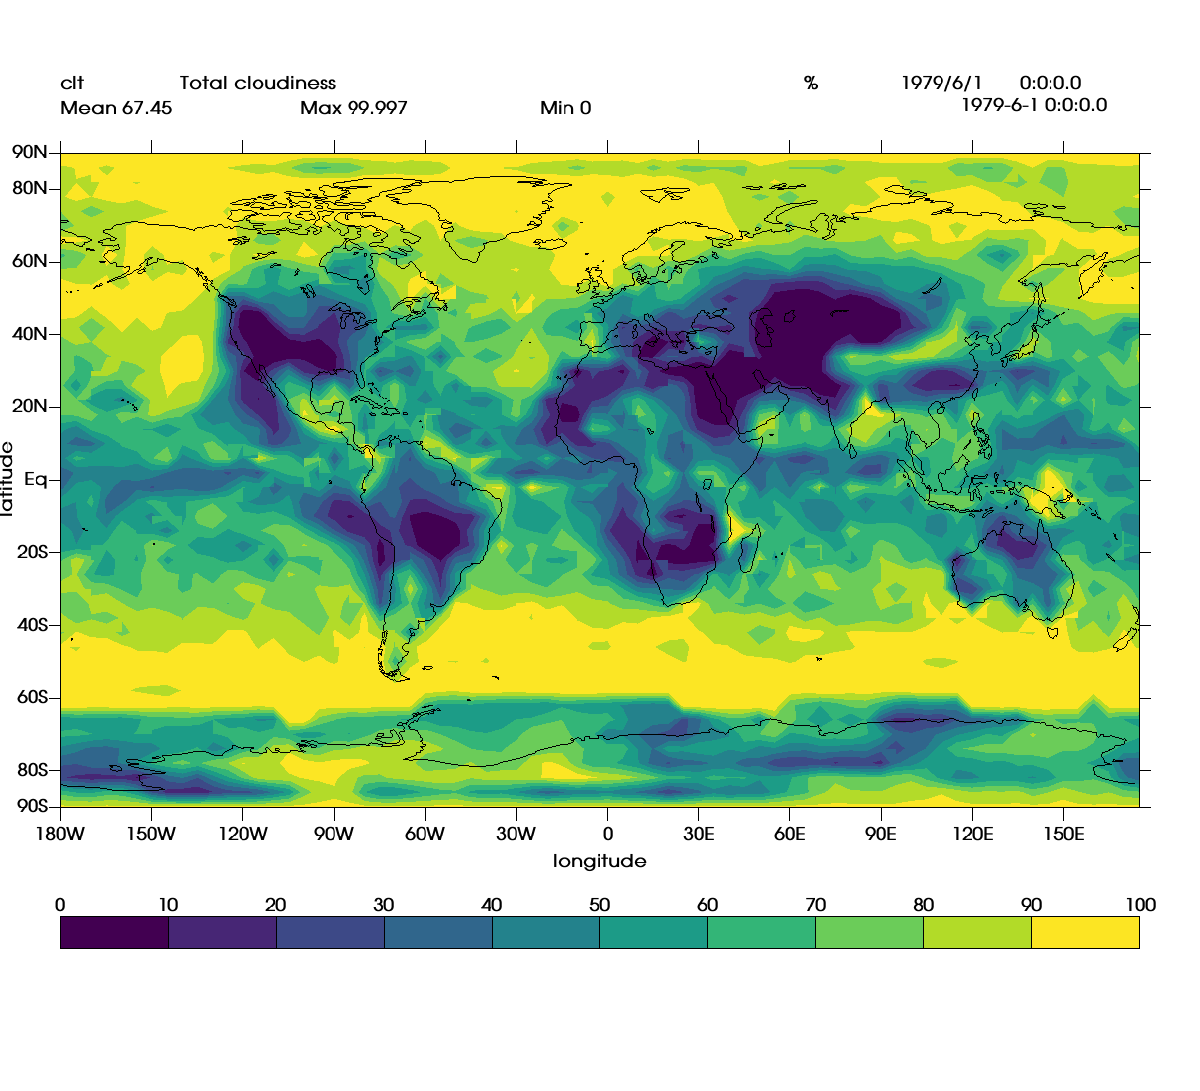 clt Total cloudiness % 1979/6/1 0:0:0.0
Mean 67.45 Max 99.997 Min 0 1979-6-1 0:0:0.0
90N
80N
60N
40N
20N
Eq
20S
40S
60S
80S
90S
latitude
180W 150W 120W 90W 60W 30W 0 30E 60E 90E 120E 150E
longitude
0 10 20 30 40 50 60 70 80 90 100